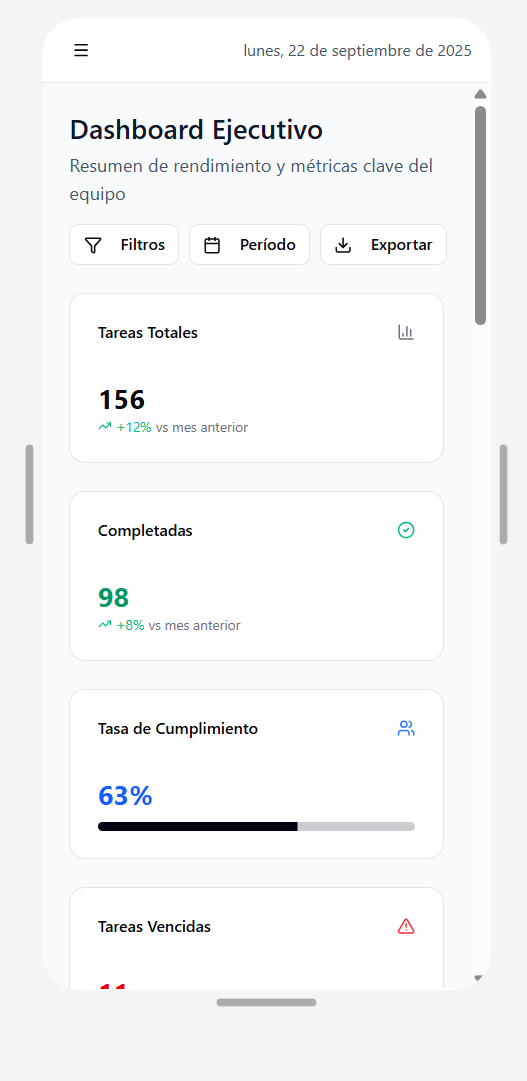 lunes, 22 de septiembre de 2025
Dashboard Ejecutivo
Resumen de rendimiento y métricas clave del
equipo
Filtros
Período
Exportar
Tareas Totales
156
+12% vs mes anterior
Completadas
98
+8% vs mes anterior
Tasa de Cumplimiento
63%
Tareas Vencidas
11